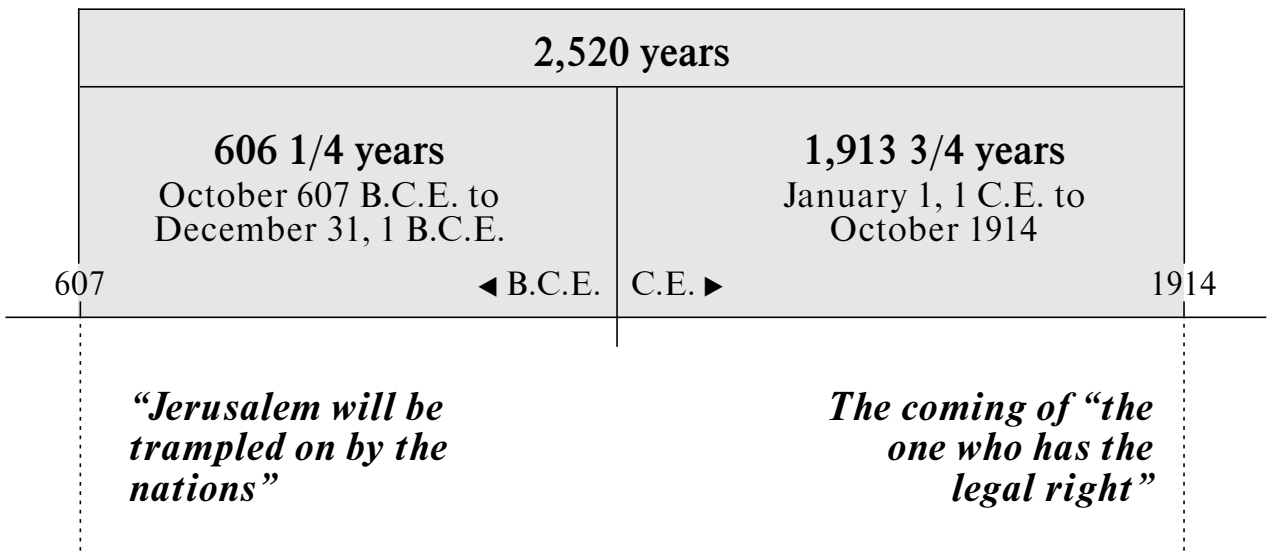 2,520 years
606 1/4 years
October 607 B.C.E. to
December 31, 1 B.C.E.
1,913 3/4 years
January 1, 1 C.E. to
October 1914
607
◄ B.C.E.
C.E. ►
1914
“Jerusalem will be
trampled on by the
nations”
The coming of “the
one who has the
legal right”